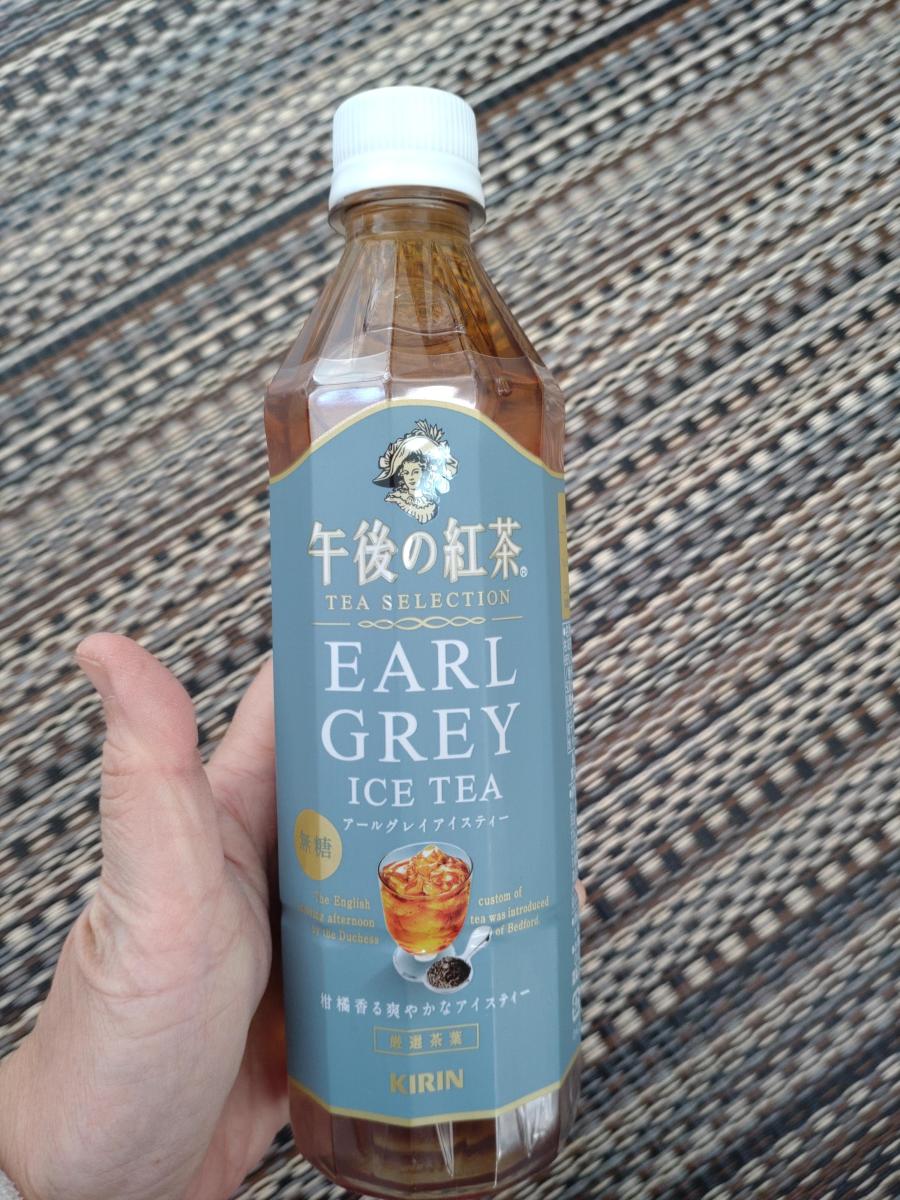 午後の紅茶®
TEA SELECTION
EARL
GREY
ICE TEA
アールグレイアイスティー
無糖
The English custom of
afternoon tea was introduced
by the Duchess of Bedford.
柑橘香る爽やかなアイスティー
厳選茶葉
KIRIN